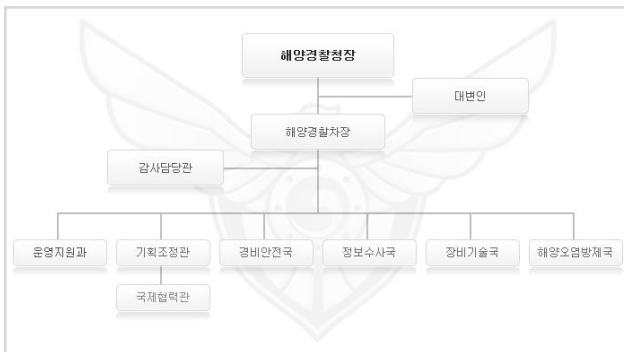 해양경찰청장
대변인
해양경찰차장
감사담당관
운영지원과
기획조정관
경비안전국
정보수사국
장비기술국
해양오염방제국
국제협력관